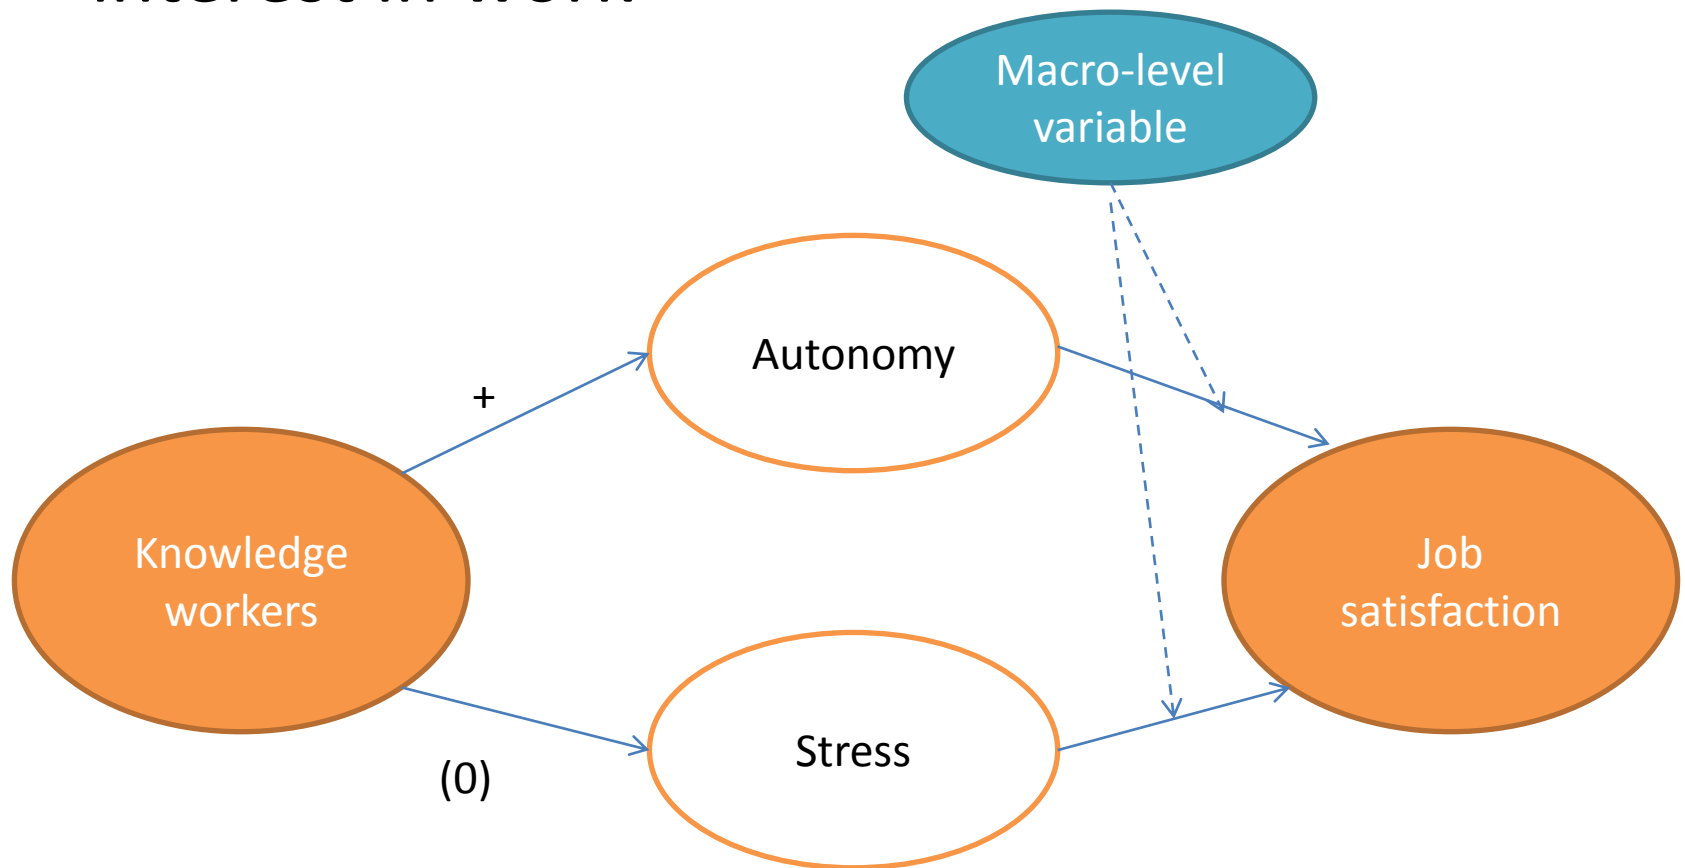 Macro-level
variable
Autonomy
+
Knowledge
workers
Job
satisfaction
Stress
(0)